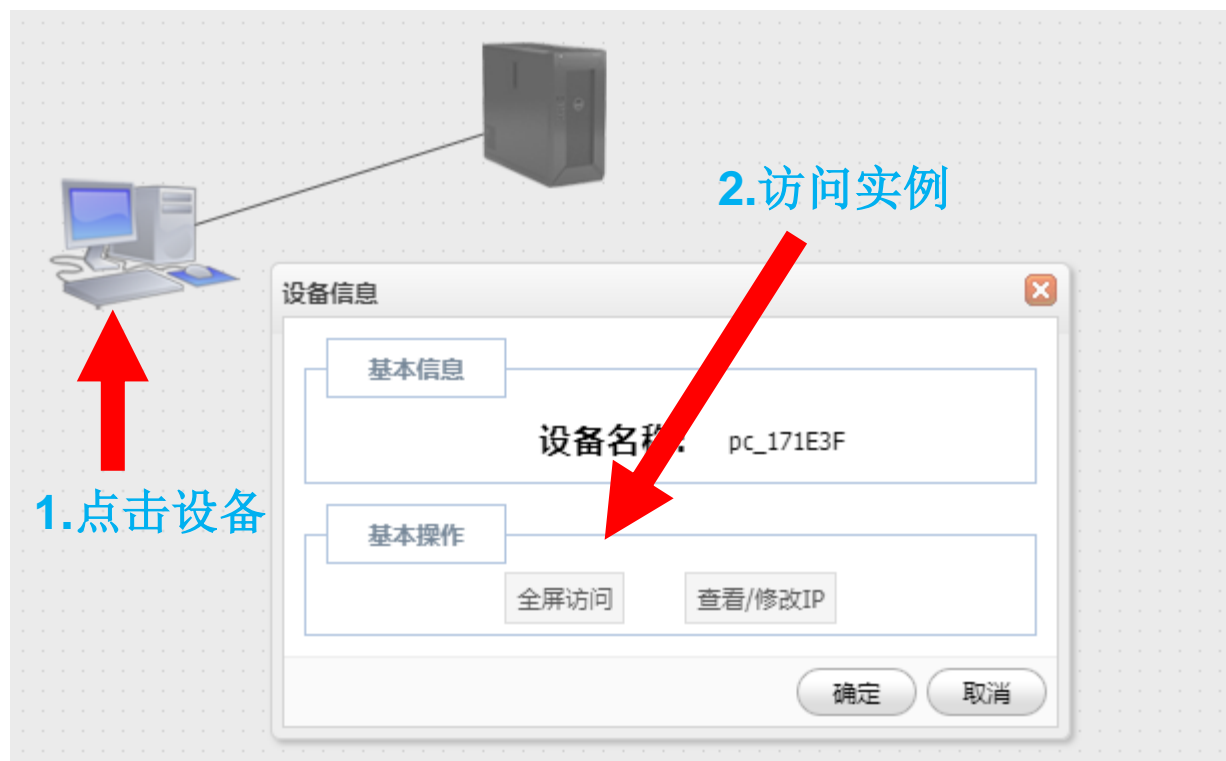 2.访问实例
设备信息
基本信息
设备名称: pc_171E3F
1.点击设备
基本操作
全屏访问 查看/修改IP
确定 取消